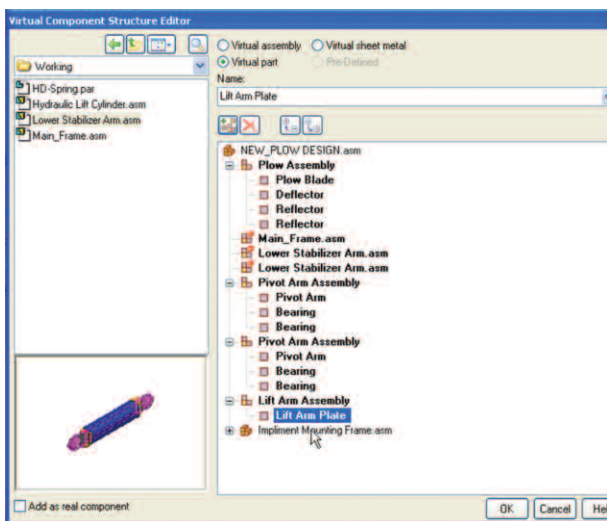 Virtual Component Structure Editor
Working
HD-Spring.par
Hydraulic Lift Cylinder.asm
Lower Stabilizer Arm.asm
Main_Frame.asm
Add as real component
Virtual assembly
Virtual sheet metal
Virtual part
Pre-Defined
Name:
Lift Arm Plate
NEW_PLOW DESIGN.asm
Plow Assembly
Plow Blade
Deflector
Reflector
Reflector
Main_Frame.asm
Lower Stabilizer Arm.asm
Lower Stabilizer Arm.asm
Pivot Arm Assembly
Pivot Arm
Bearing
Bearing
Pivot Arm Assembly
Pivot Arm
Bearing
Bearing
Lift Arm Assembly
Lift Arm Plate
Impliment Mounting Frame.asm
OK
Cancel
Hel